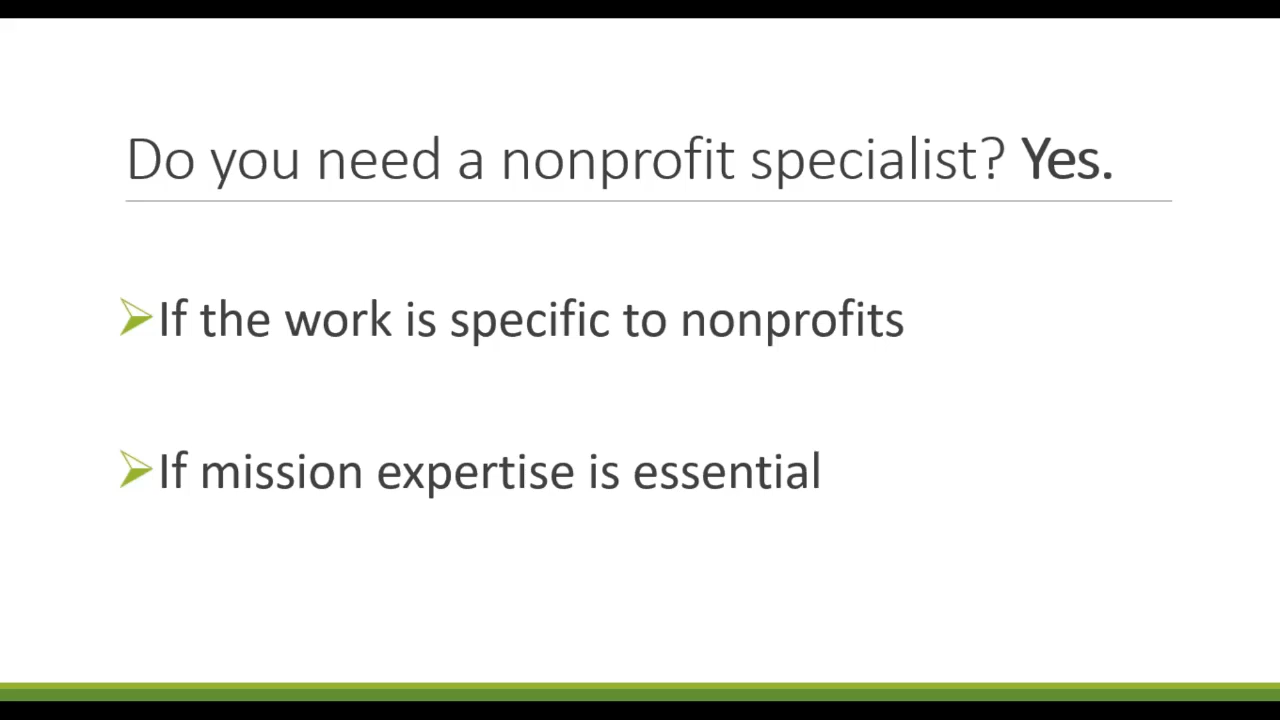 Do you need a nonprofit specialist? Yes.
If the work is specific to nonprofits
If mission expertise is essential